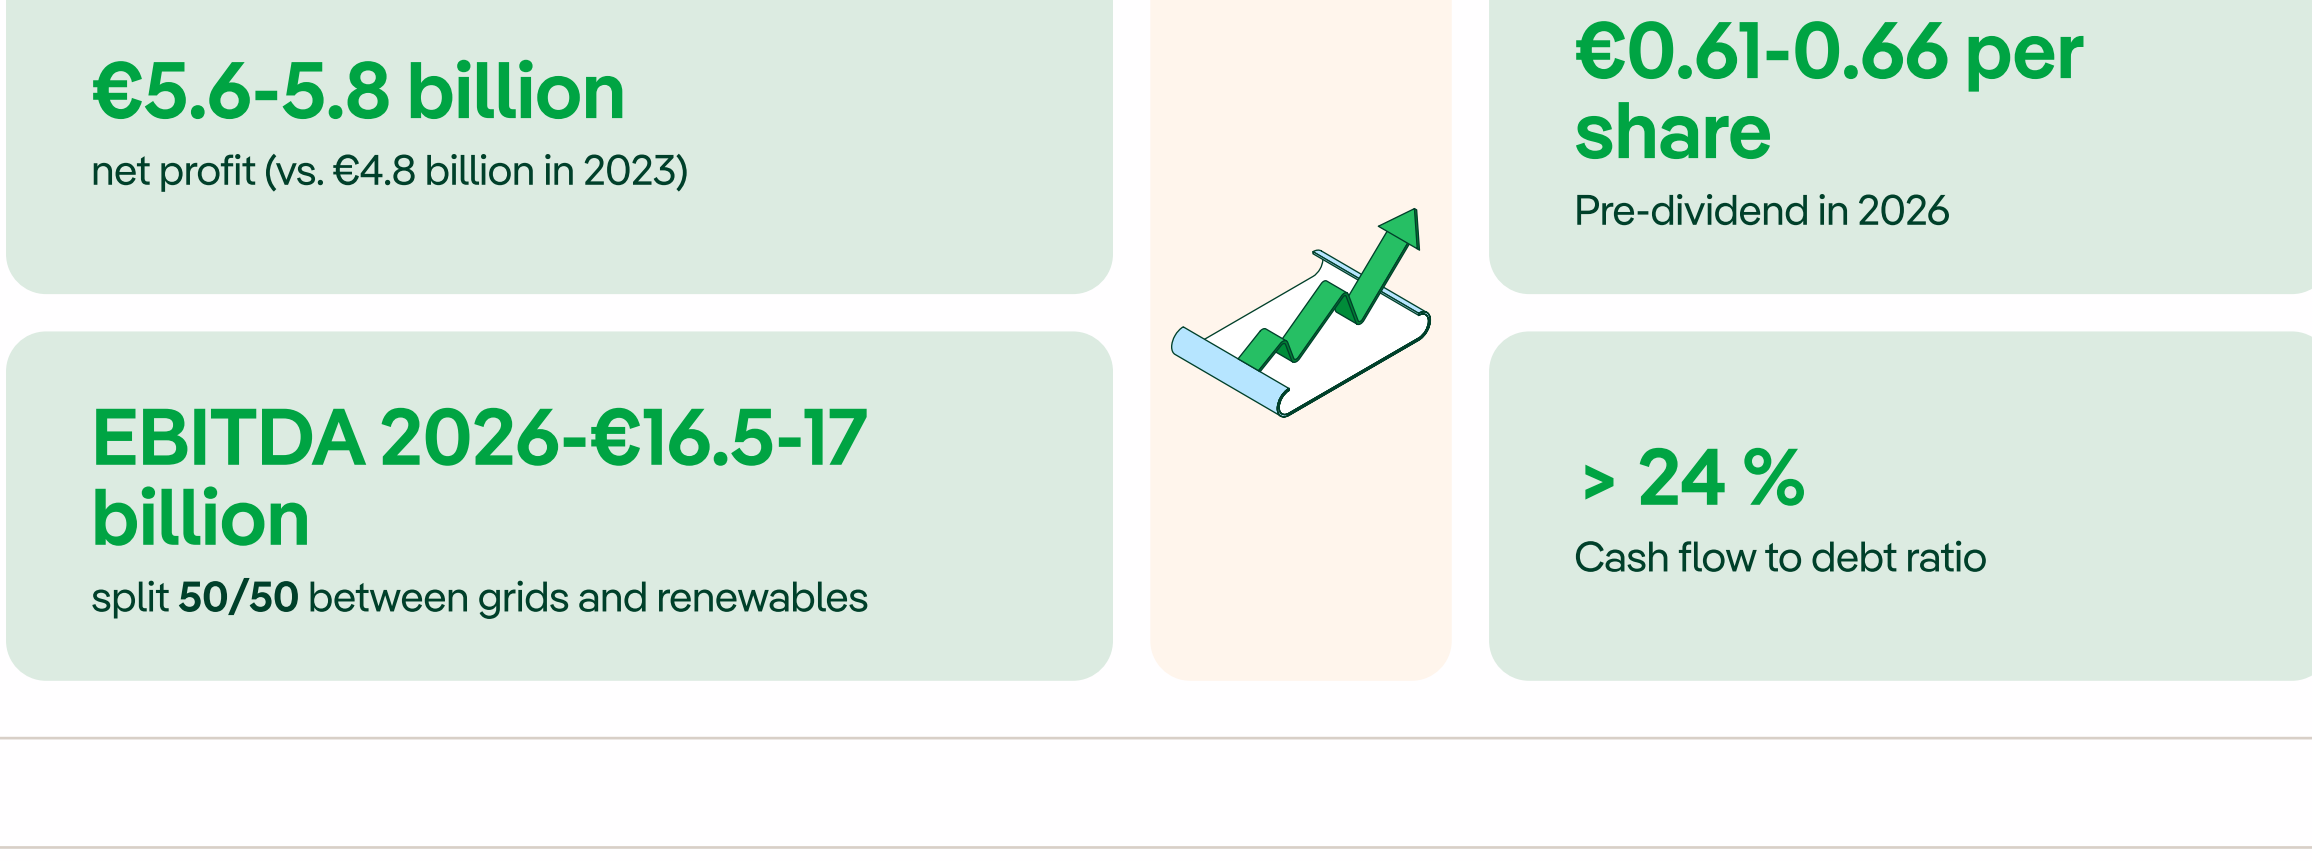 €5.6-5.8 billion
net profit (vs. €4.8 billion in 2023)
€0.61-0.66 per
share
Pre-dividend in 2026
EBITDA 2026-€16.5-17
billion
split 50/50 between grids and renewables
> 24 %
Cash flow to debt ratio